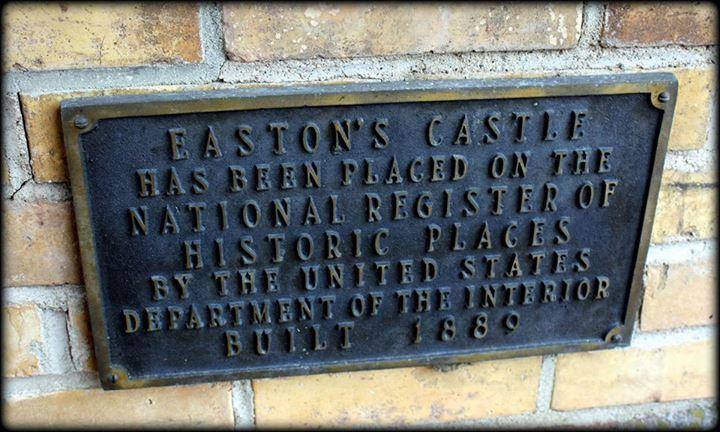 EASTON'S CASTLE
HAS BEEN PLACED ON THE
NATIONAL REGISTER OF
HISTORIC PLACES
BY THE UNITED STATES
DEPARTMENT OF THE INTERIOR
BUILT 1889